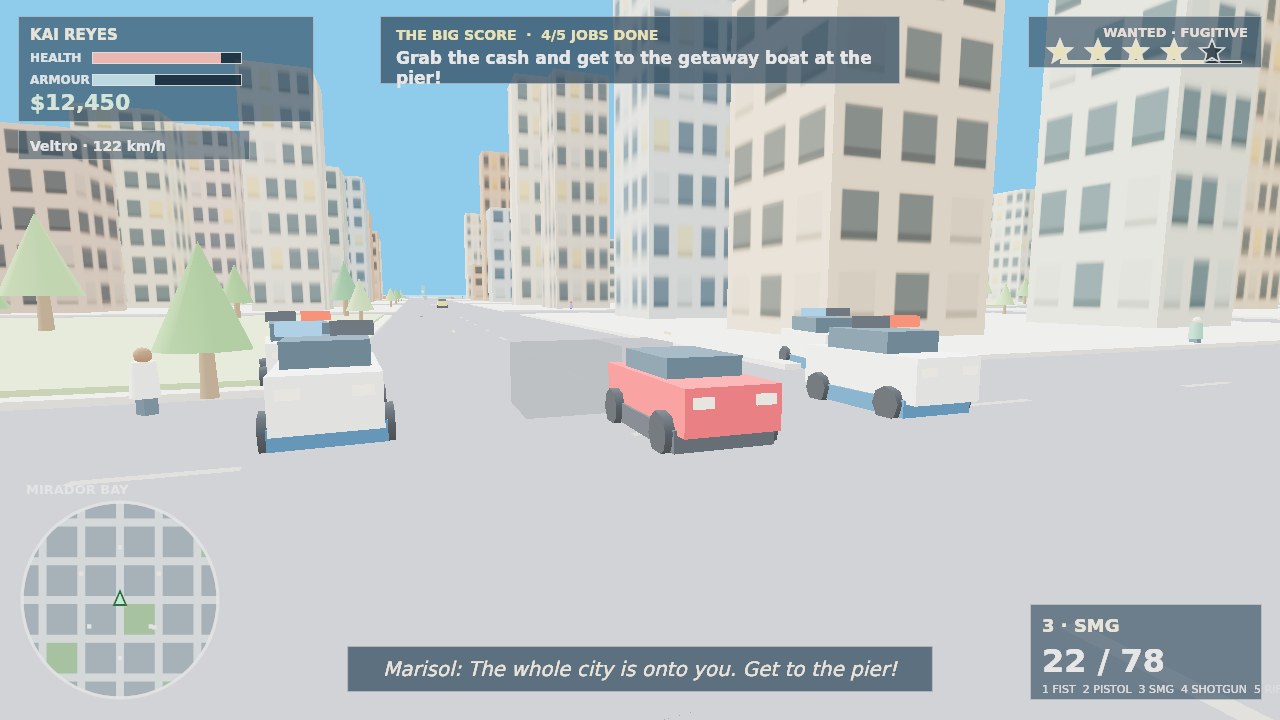 KAI REYES
HEALTH
ARMOUR
$12,450
Veltro · 122 km/h
THE BIG SCORE · 4/5 JOBS DONE
Grab the cash and get to the getaway boat at the
pier!
WANTED · FUGITIVE
MIRADOR BAY
Marisol: The whole city is onto you. Get to the pier!
3 · SMG
22 / 78
1 FIST 2 PISTOL 3 SMG 4 SHOTGUN 5